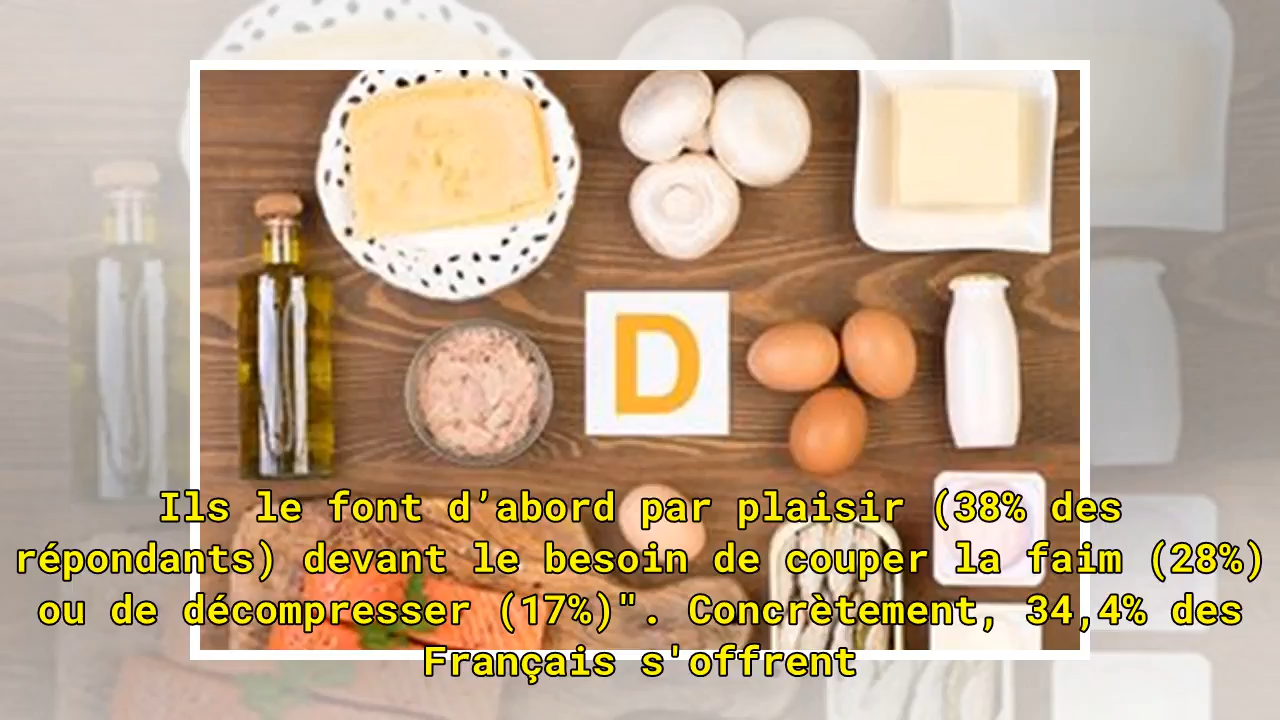 D
Ils le font d’abord par plaisir (38% des
répondants) devant le besoin de couper la faim (28%)
ou de décompresser (17%)". Concrètement, 34,4% des
Français s'offrent